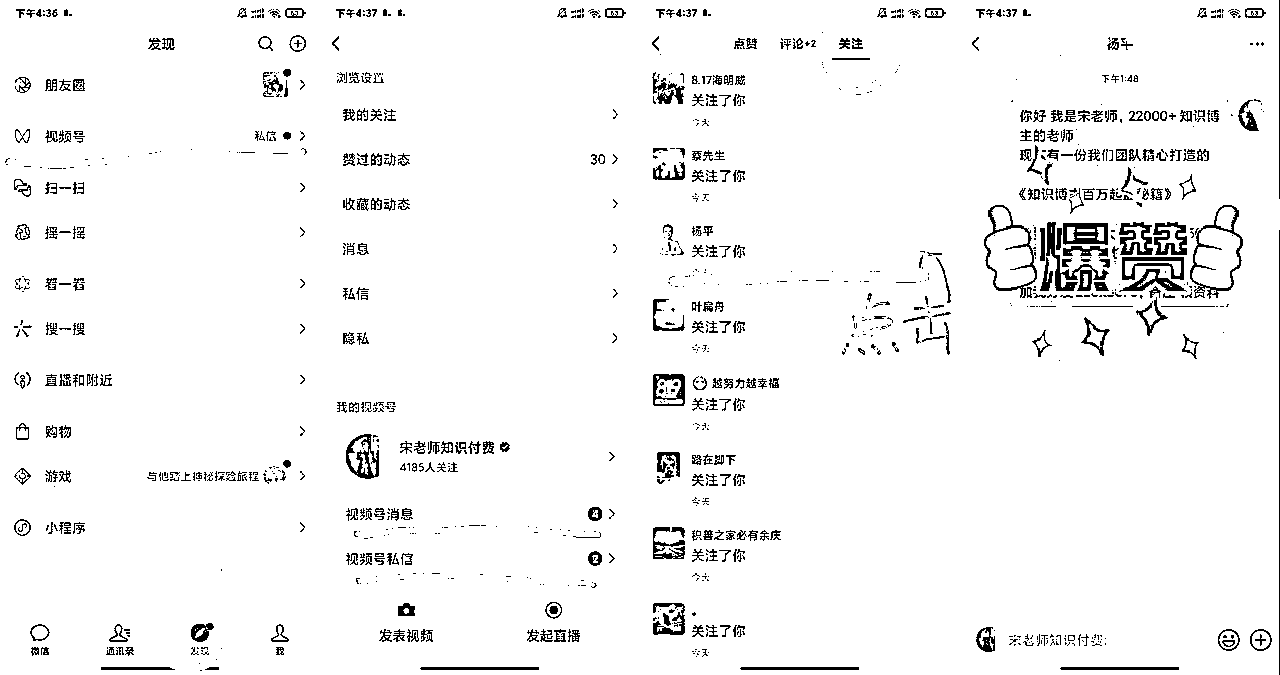 下午4:36
63
发现
朋友圈
视频号
私信
扫一扫
摇一摇
看一看
搜一搜
直播和附近
购物
游戏
与他踏上神秘探险旅程
小程序
微信
通讯录
发现
我
下午4:37
63
浏览设置
我的关注
赞过的动态
30
收藏的动态
消息
私信
隐私
我的视频号
宋老师知识付费
4185人关注
视频号消息
4
视频号私信
2
发表视频
发起直播
下午4:37
63
点赞
评论+2
关注
8.17海明威
关注了你
今天
蔡先生
关注了你
今天
杨平
关注了你
叶扁舟
关注了你
今天
点击
越努力越幸福
关注了你
今天
路在脚下
关注了你
今天
积善之家必有余庆
关注了你
今天
.
关注了你
今天
下午4:37
63
杨平
下午1:48
你好 我是宋老师，22000+ 知识博
主的老师
现 有一份我们团队精心打造的
《知识博 百万起 秘籍》
爆赞
宋老师知识付费: